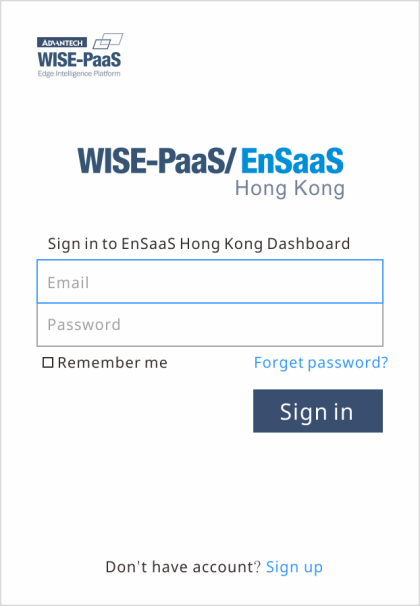 ADVANTECH
WISE-PaaS
Edge Intelligence Platform
WISE-PaaS/EnSaaS
Hong Kong
Sign in to EnSaaS Hong Kong Dashboard
Email
Password
Remember me Forget password?
Sign in
Don't have account? Sign up